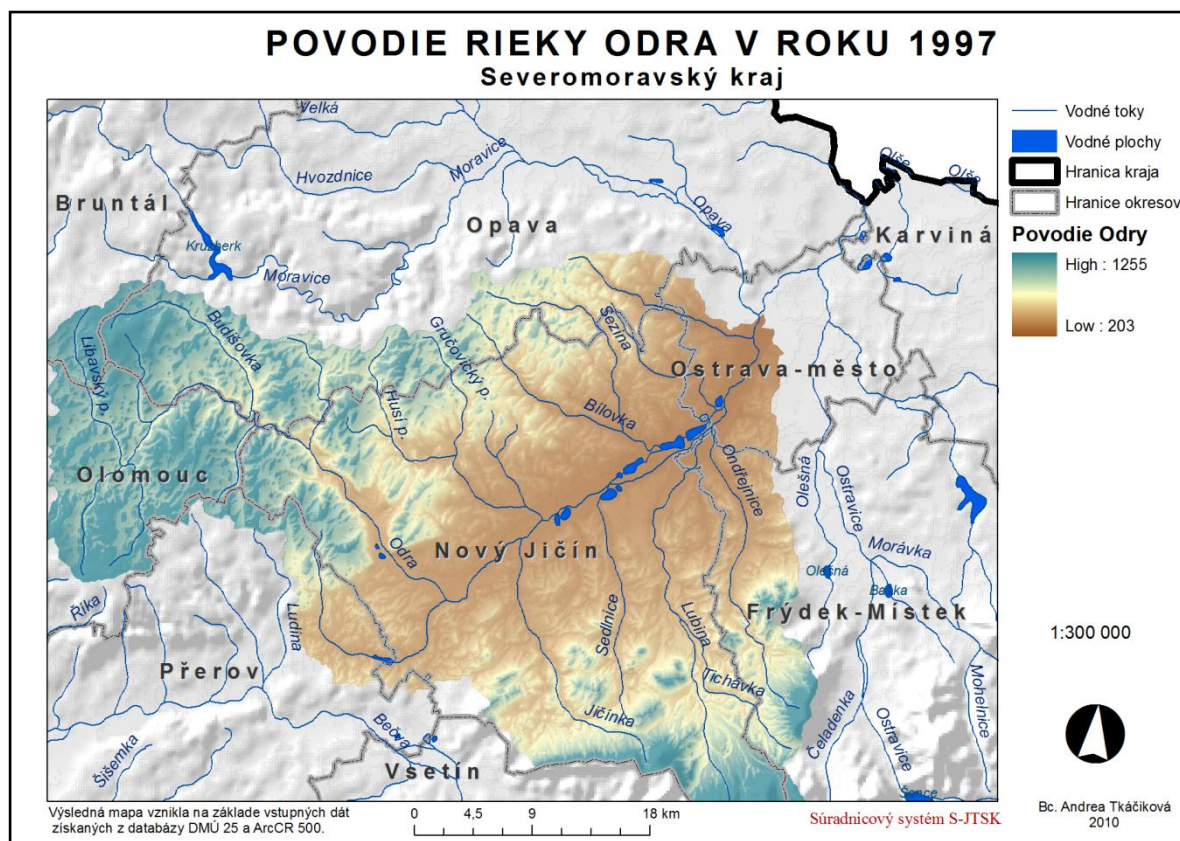 POVODIE RIEKY ODRA V ROKU 1997
Severomoravský kraj
Velká
Hvozdnice
Moravice
Bruntál
Opava
Opava
Kružberk
Moravice
Olše
Olše
Karviná
Budišovka
Libavský p.
Gručovický p.
Husí p.
Sezina
Bílovka
Ostrava-město
Ondřejnice
Olešná
Ostravice
Morávka
Olomouc
Odra
Nový Jičín
Olešná
Baška
Frýdek-Místek
Říka
Ludina
Sedlnice
Lubina
Tichávka
Přerov
Mohelnice
Jičínka
Bečva
Čeladenka
Ostravice
Šišemka
Vsetín
Šance
Vodné toky
Vodné plochy
Hranica kraja
Hranice okresov
Povodie Odry
High : 1255
Low : 203
1:300 000
Výsledná mapa vznikla na základe vstupných dát
získaných z databázy DMÚ 25 a ArcCR 500.
0 4,5 9 18 km
Súradnicový systém S-JTSK
Bc. Andrea Tkáčiková
2010